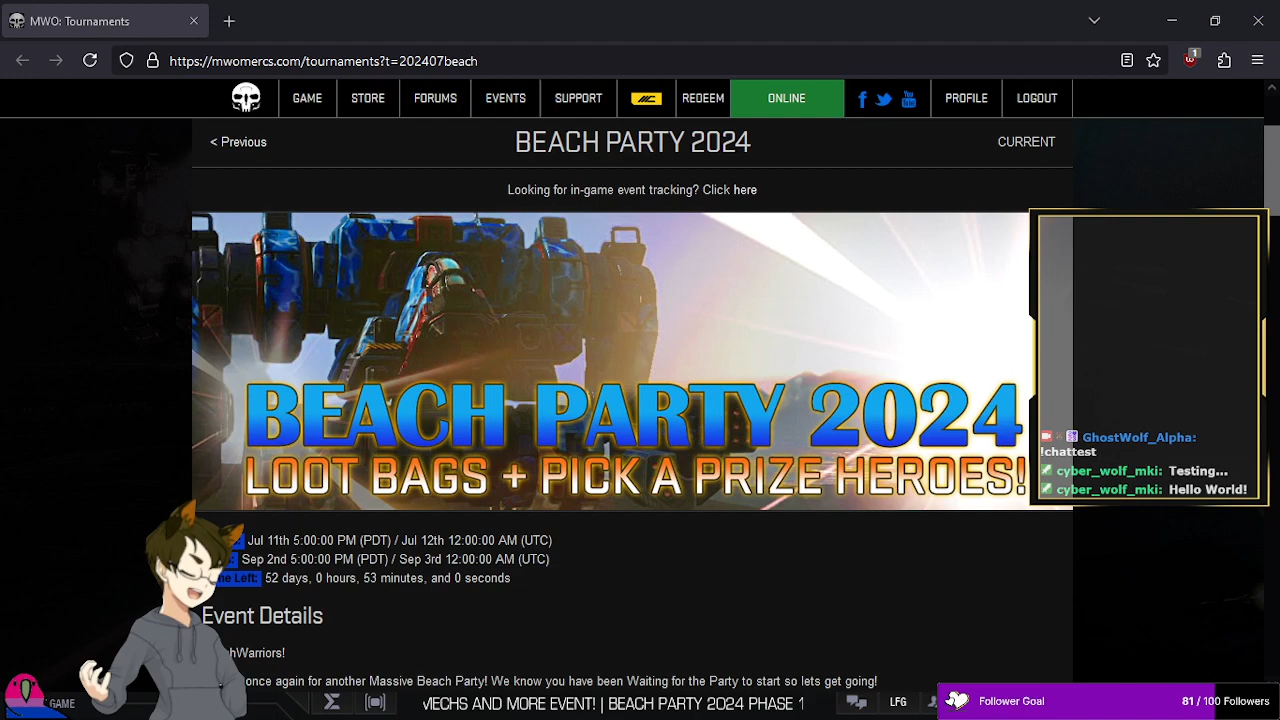 MWO: Tournaments
https://mwomercs.com/tournaments?t=202407beach
1
GAME STORE FORUMS EVENTS SUPPORT MC REDEEM ONLINE PROFILE LOGOUT
< Previous BEACH PARTY 2024 CURRENT
Looking for in-game event tracking? Click here
BEACH PARTY 2024
LOOT BAGS + PICK A PRIZE HEROES!
GhostWolf_Alpha:
!chattest
cyber_wolf_mki: Testing...
cyber_wolf_mki: Hello World!
Jul 11th 5:00:00 PM (PDT) / Jul 12th 12:00:00 AM (UTC)
Sep 2nd 5:00:00 PM (PDT) / Sep 3rd 12:00:00 AM (UTC)
Left: 52 days, 0 hours, 53 minutes, and 0 seconds
Event Details
hWarriors!
once again for another Massive Beach Party! We know you have been Waiting for the Party to start so lets get going!
GAME MECHS AND MORE EVENT! | BEACH PARTY 2024 PHASE 1 LFG
Follower Goal 81 / 100 Followers